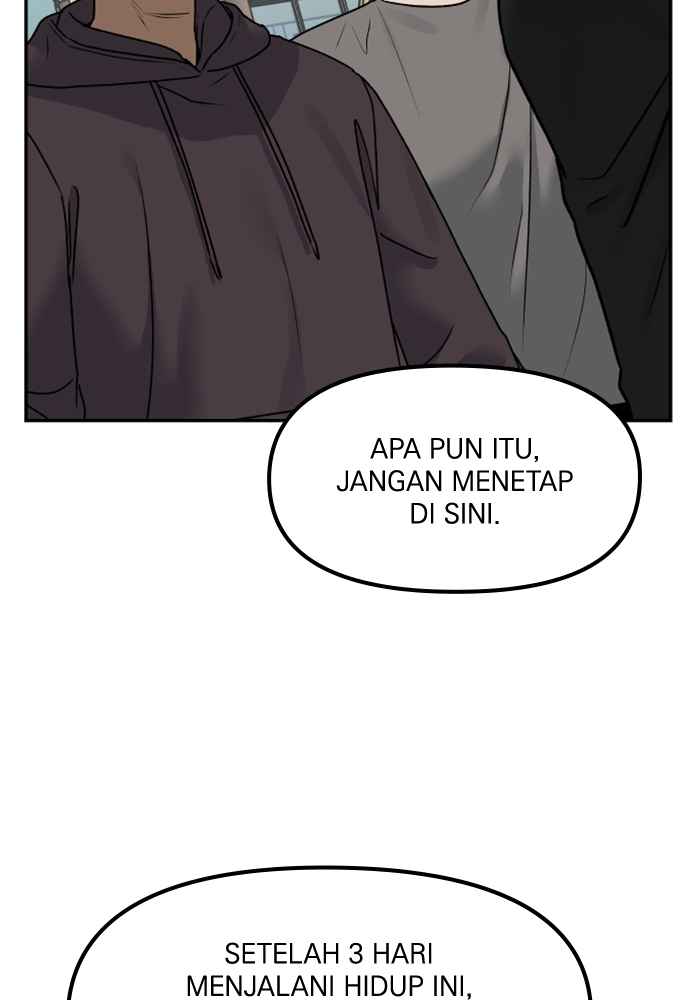 APA PUN ITU,
JANGAN MENETAP
DI SINI.
SETELAH 3 HARI
MENJALANI HIDUP INI,